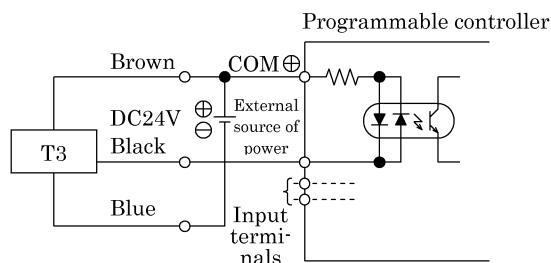 Programmable controller
Brown
COM⊕
DC24V
⊕
⊖
External
source of
power
T3
Black
Blue
Input
termi-
nals